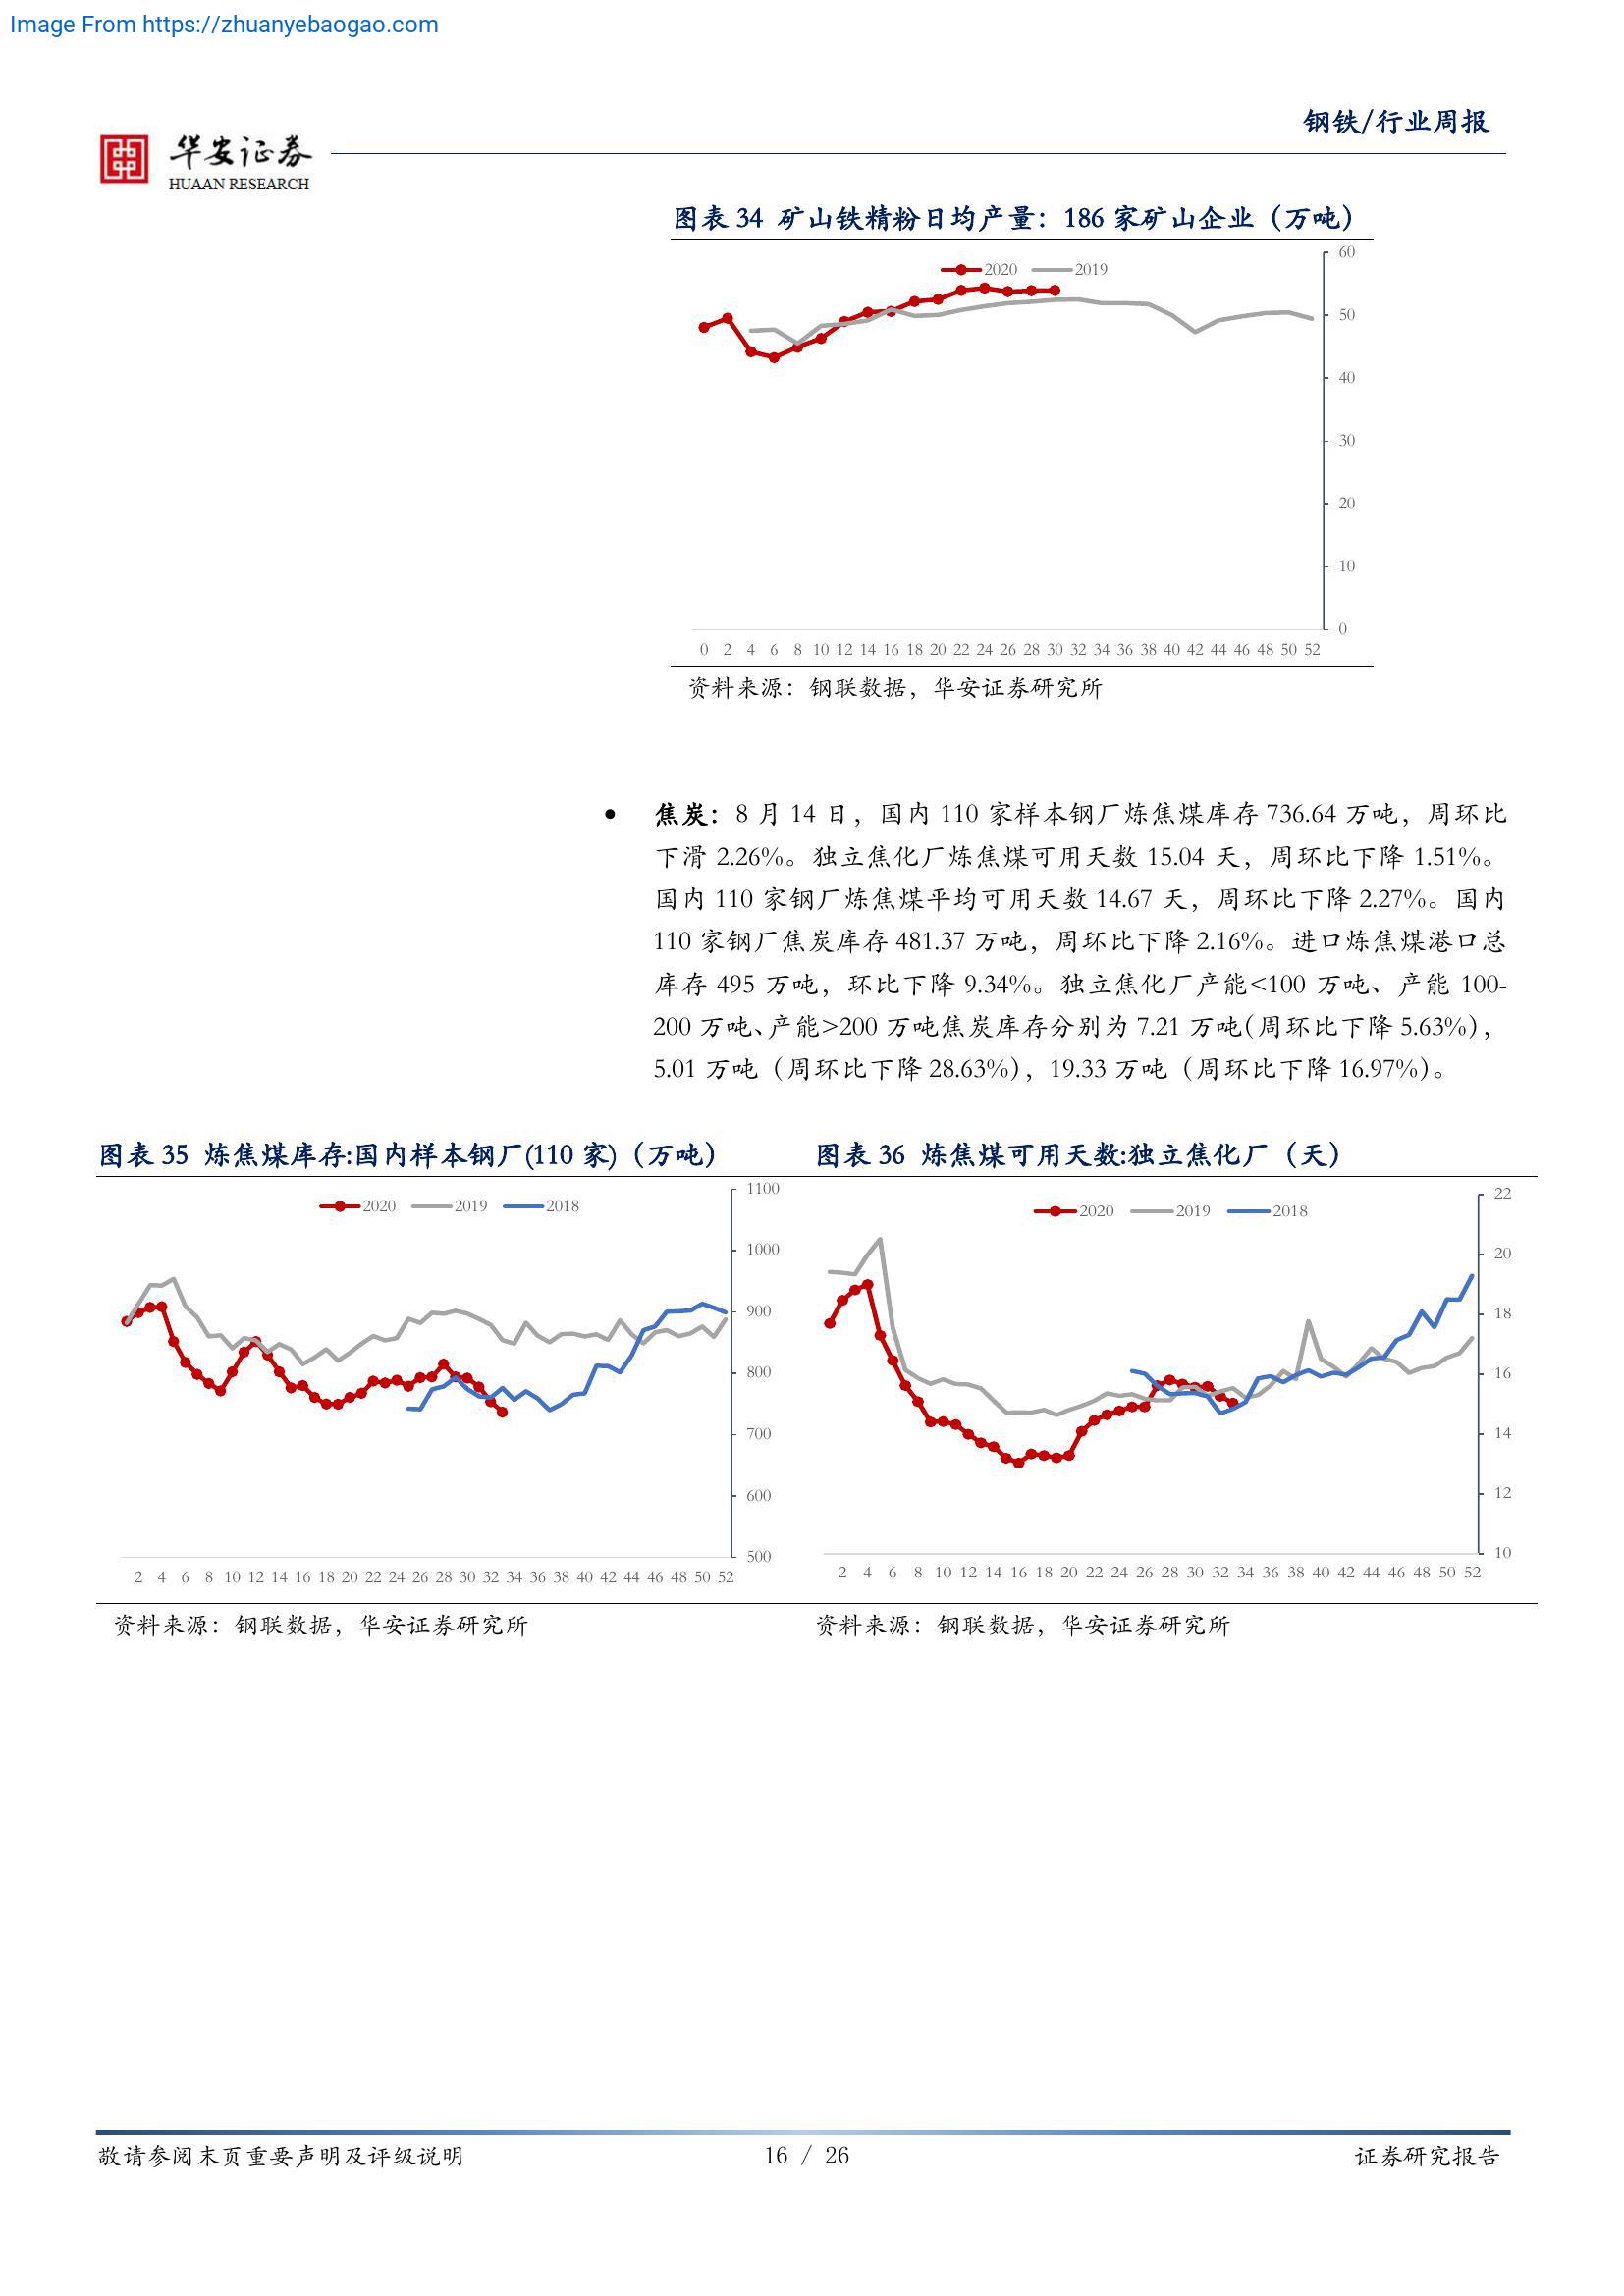 Image From https://zhuanyebaogao.com
钢铁/行业周报
华安证券
HUAAN RESEARCH
图表 34 矿山铁精粉日均产量：186 家矿山企业（万吨）
2020 2019
60
50
40
30
20
10
0
0 2 4 6 8 10 12 14 16 18 20 22 24 26 28 30 32 34 36 38 40 42 44 46 48 50 52
资料来源：钢联数据，华安证券研究所
• 焦炭：8 月 14 日，国内 110 家样本钢厂炼焦煤库存 736.64 万吨，周环比
下滑 2.26%。独立焦化厂炼焦煤可用天数 15.04 天，周环比下降 1.51%。
国内 110 家钢厂炼焦煤平均可用天数 14.67 天，周环比下降 2.27%。国内
110 家钢厂焦炭库存 481.37 万吨，周环比下降 2.16%。进口炼焦煤港口总
库存 495 万吨，环比下降 9.34%。独立焦化厂产能<100 万吨、产能 100-
200 万吨、产能>200 万吨焦炭库存分别为 7.21 万吨（周环比下降 5.63%），
5.01 万吨（周环比下降 28.63%），19.33 万吨（周环比下降 16.97%）。
图表 35 炼焦煤库存:国内样本钢厂(110 家)（万吨）
2020 2019 2018
1100
1000
900
800
700
600
500
2 4 6 8 10 12 14 16 18 20 22 24 26 28 30 32 34 36 38 40 42 44 46 48 50 52
资料来源：钢联数据，华安证券研究所
图表 36 炼焦煤可用天数:独立焦化厂（天）
2020 2019 2018
22
20
18
16
14
12
10
2 4 6 8 10 12 14 16 18 20 22 24 26 28 30 32 34 36 38 40 42 44 46 48 50 52
资料来源：钢联数据，华安证券研究所
敬请参阅末页重要声明及评级说明
16 / 26
证券研究报告